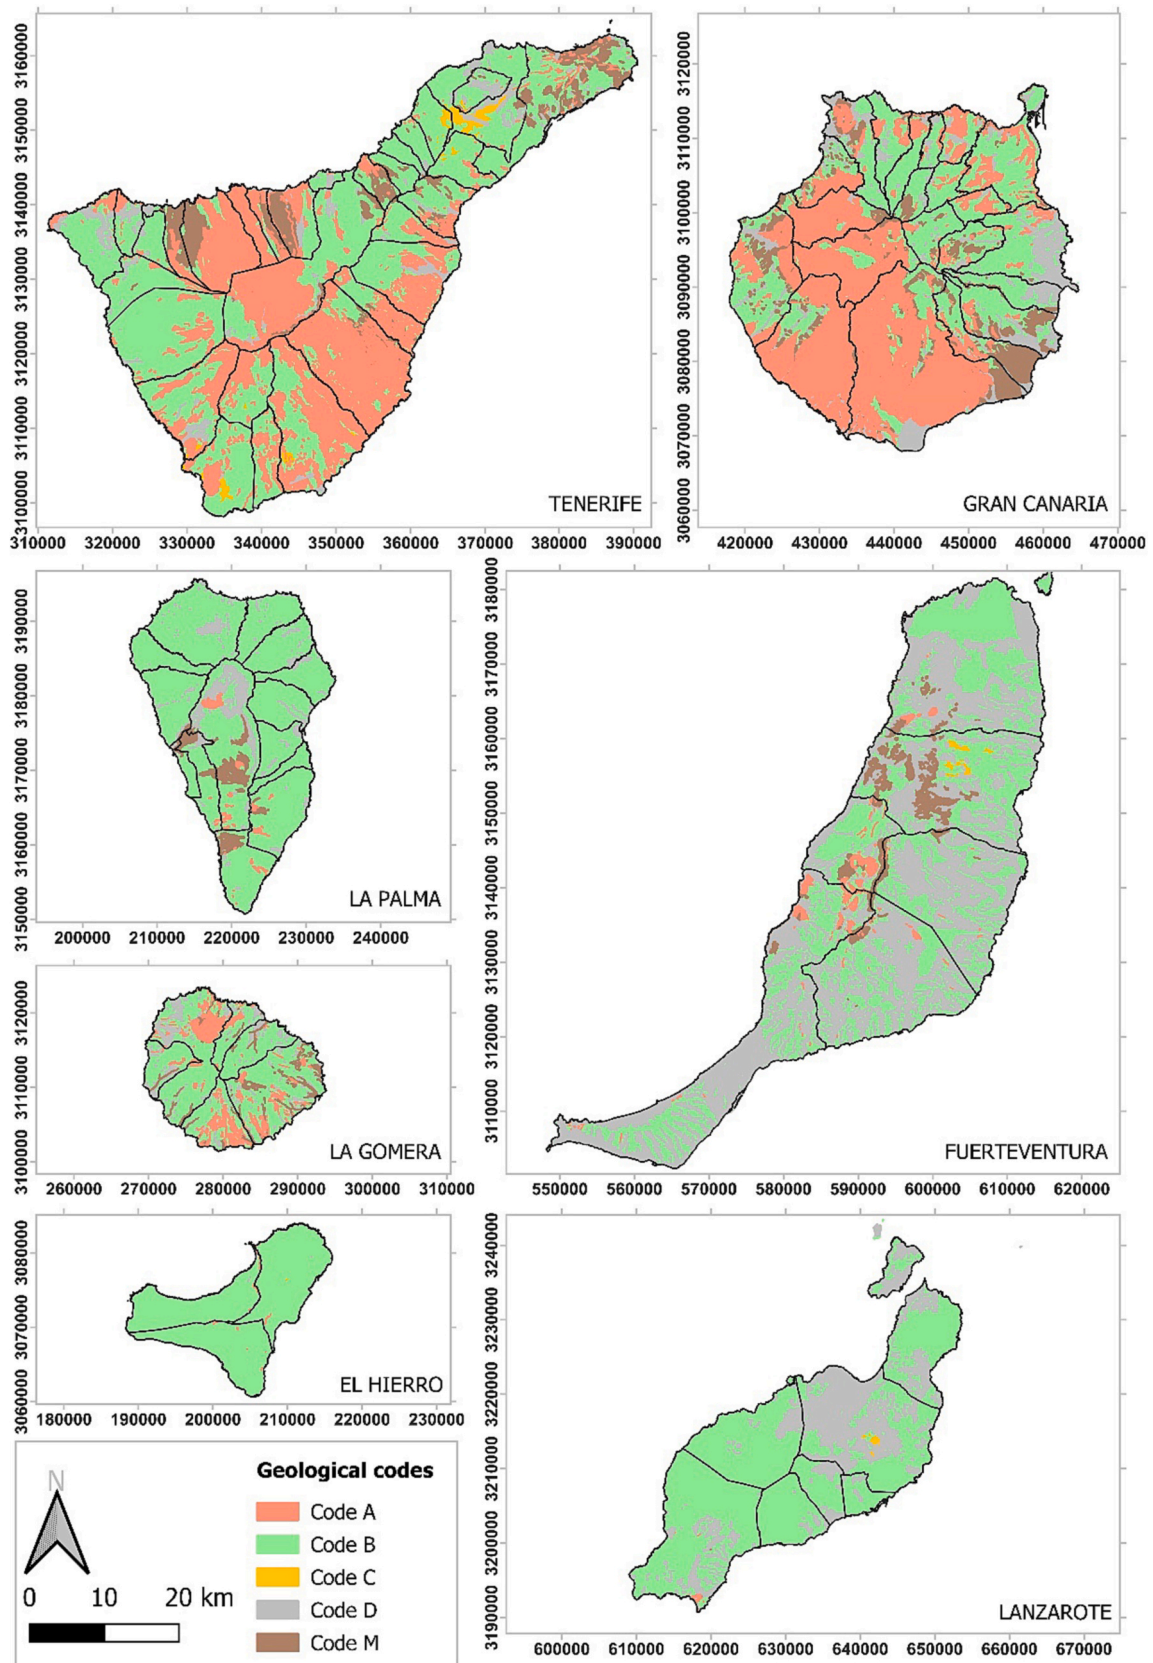 3160000
3150000
3140000
3130000
3120000
3110000
3100000
TENERIFE
310000 320000 330000 340000 350000 360000 370000 380000 390000
3120000
3110000
3100000
3090000
3080000
3070000
3060000
GRAN CANARIA
420000 430000 440000 450000 460000 470000
3190000
3180000
3170000
3160000
3150000
LA PALMA
200000 210000 220000 230000 240000
3180000
3170000
3160000
3150000
3140000
3130000
3120000
3110000
FUERTEVENTURA
550000 560000 570000 580000 590000 600000 610000 620000
3120000
3110000
3100000
LA GOMERA
260000 270000 280000 290000 300000 310000
3080000
3070000
3060000
EL HIERRO
180000 190000 200000 210000 220000 230000
3240000
3230000
3220000
3210000
3200000
3190000
LANZAROTE
600000 610000 620000 630000 640000 650000 660000 670000
N
0 10 20 km
Geological codes
Code A
Code B
Code C
Code D
Code M